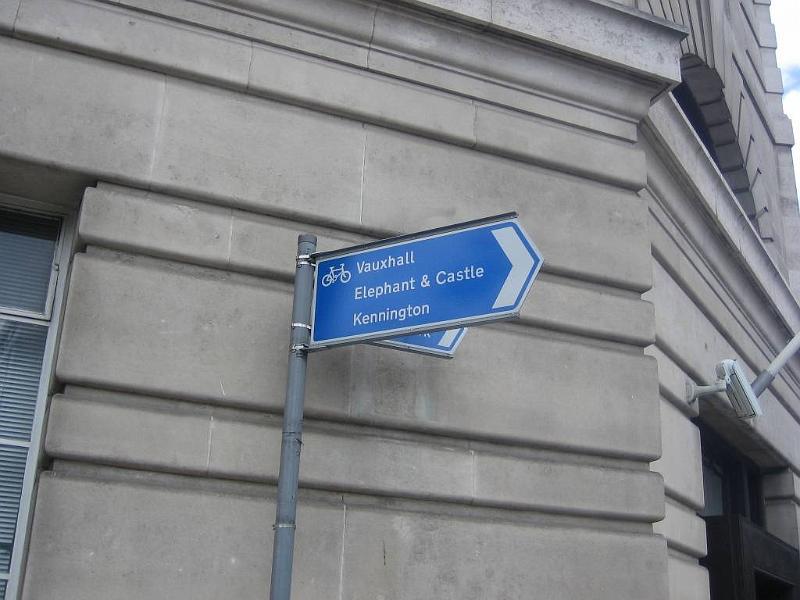 Vauxhall
Elephant & Castle
Kennington